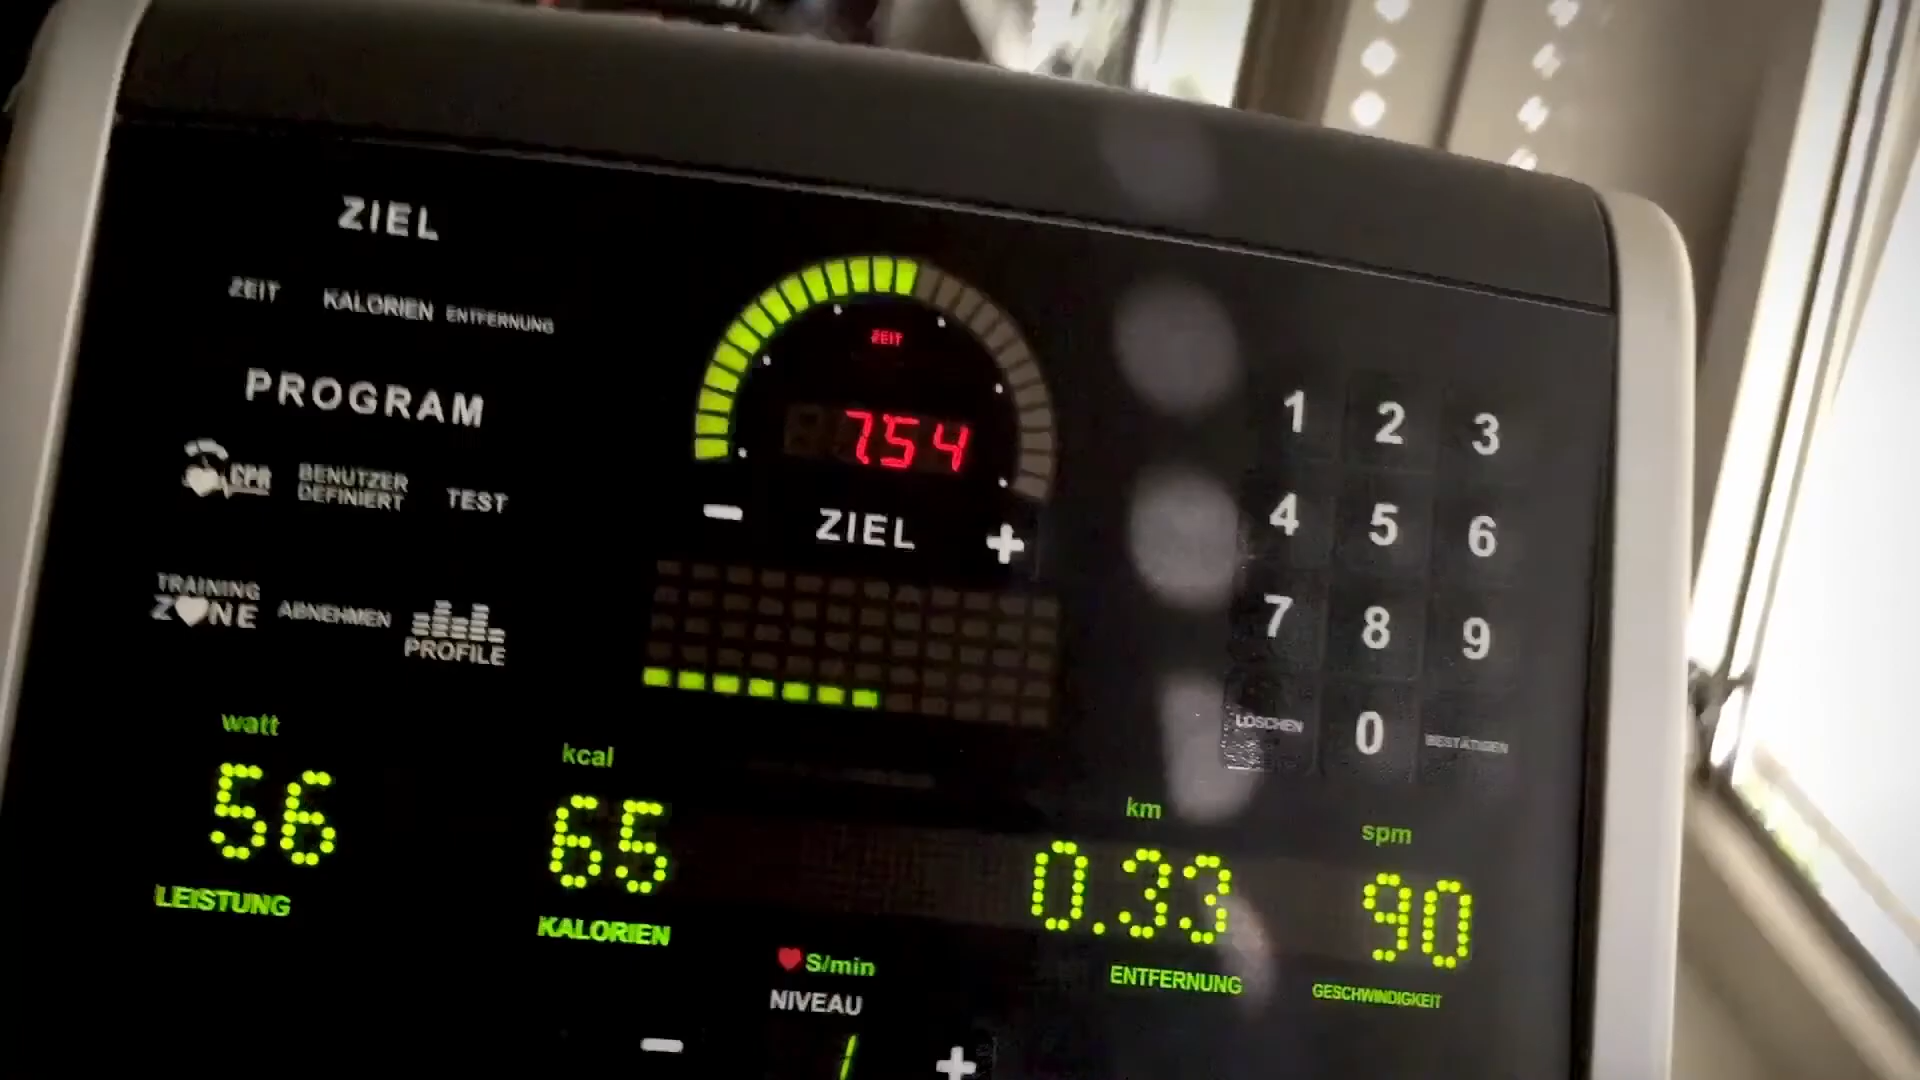 ZIEL
ZEIT KALORIEN ENTFERNUNG
PROGRAM
CPR BENUTZER DEFINIERT TEST
TRAINING ZONE ABNEHMEN PROFILE
ZEIT
754
- ZIEL +
1 2 3
4 5 6
7 8 9
LÖSCHEN 0 BESTÄTIGEN
watt
56
LEISTUNG
kcal
65
KALORIEN
km
0.33
ENTFERNUNG
spm
90
GESCHWINDIGKEIT
S/min
NIVEAU
- 1 +